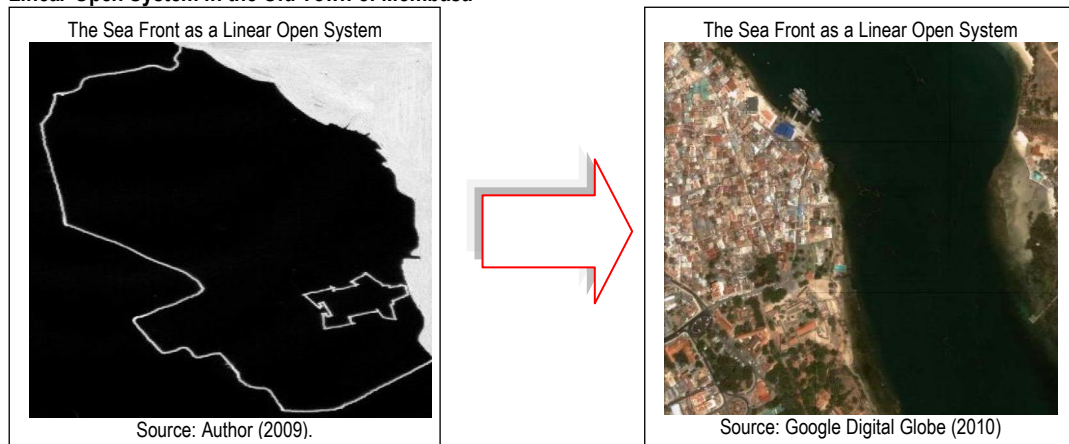 Linear Open System in the Old Town of Mombasa
The Sea Front as a Linear Open System
Source: Author (2009).
The Sea Front as a Linear Open System
Source: Google Digital Globe (2010)